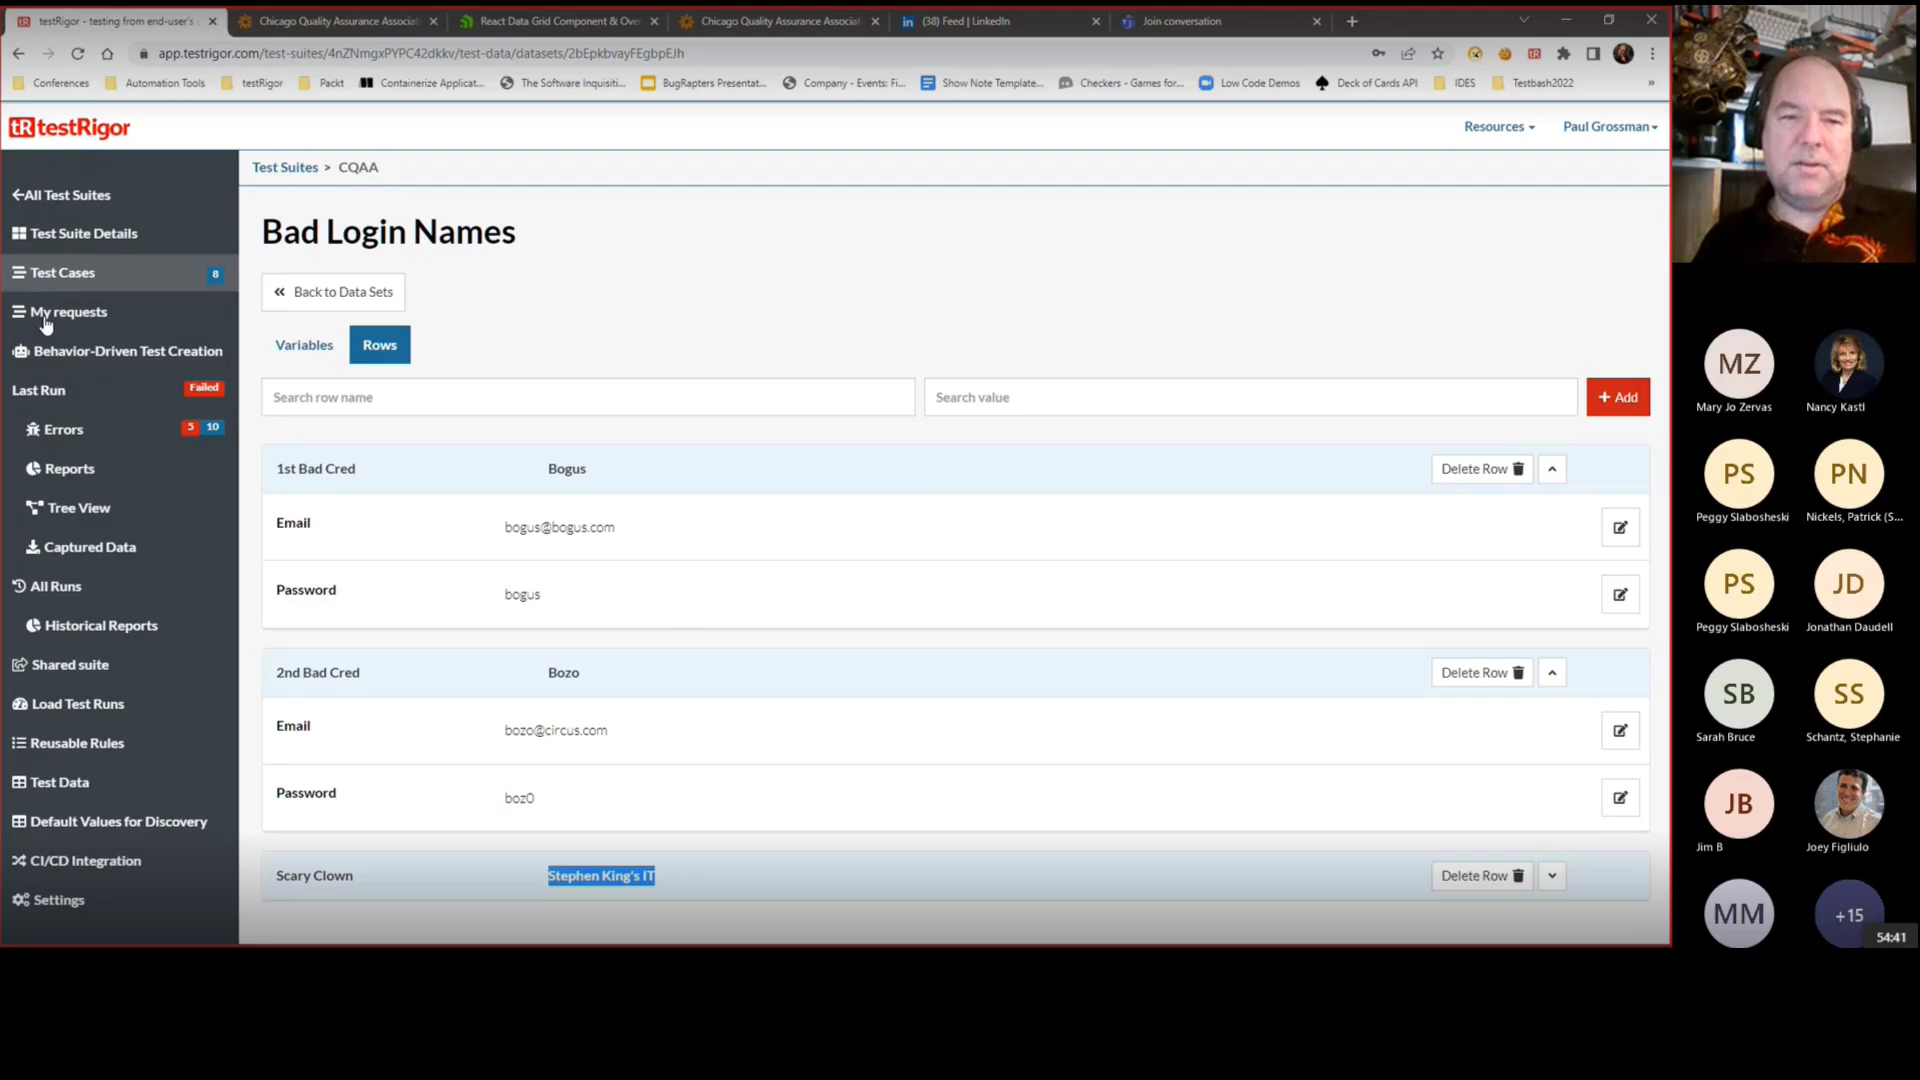 testRigor - testing from end-user's
Chicago Quality Assurance Associat
React Data Grid Component & Over
Chicago Quality Assurance Associat
(38) Feed | LinkedIn
Join conversation
app.testrigor.com/test-suites/4nZNmgxPYPC42dkkv/test-data/datasets/2bEpkbvayFEgbpEJh
Conferences
Automation Tools
testRigor
Packt
Containerize Applicat...
The Software Inquisiti...
BugRapters Presentat...
Company - Events: Fi...
Show Note Template...
Checkers - Games for...
Low Code Demos
Deck of Cards API
IDES
Testbash2022
»
tR testRigor
Resources
Paul Grossman
All Test Suites
Test Suite Details
Test Cases 8
My requests
Behavior-Driven Test Creation
Last Run Failed
Errors 5 10
Reports
Tree View
Captured Data
All Runs
Historical Reports
Shared suite
Load Test Runs
Reusable Rules
Test Data
Default Values for Discovery
CI/CD Integration
Settings
Test Suites > CQAA
Bad Login Names
« Back to Data Sets
Variables Rows
Search row name
Search value
+ Add
1st Bad Cred Bogus Delete Row
Email bogus@bogus.com
Password bogus
2nd Bad Cred Bozo Delete Row
Email bozo@circus.com
Password boz0
Scary Clown Stephen King's IT Delete Row
MZ
Mary Jo Zervas Nancy Kastl
PS PN
Peggy Slabosheski Nickels, Patrick (S...
PS JD
Peggy Slabosheski Jonathan Daudell
SB SS
Sarah Bruce Schantz, Stephanie
JB
Jim B Joey Figliulo
MM +15
54:41